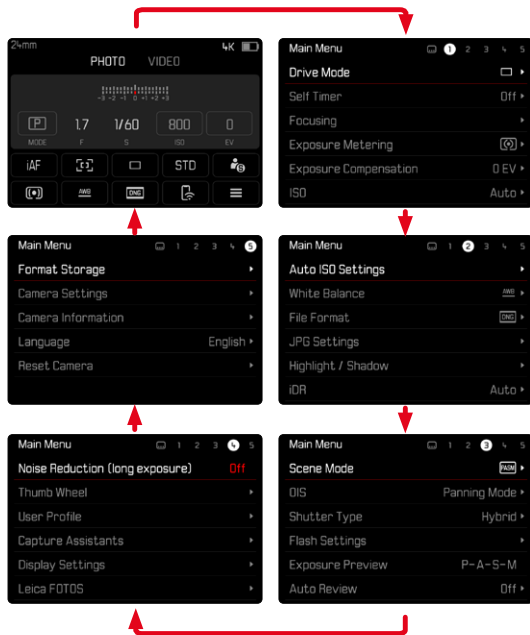 24mm 4K
PHOTO VIDEO
-3 -2 -1 0 +1 +2 +3
P 1.7 1/60 800 0
MODE F S ISO EV
iAF STD
AWB DNG
Main Menu 1 2 3 4 5
Drive Mode
Self Timer Off
Focusing
Exposure Metering
Exposure Compensation 0 EV
ISO Auto
Main Menu 1 2 3 4 5
Auto ISO Settings
White Balance AWB
File Format DNG
JPG Settings
Highlight / Shadow
iDR Auto
Main Menu 1 2 3 4 5
Scene Mode PASM
OIS Panning Mode
Shutter Type Hybrid
Flash Settings
Exposure Preview P-A-S-M
Auto Review Off
Main Menu 1 2 3 4 5
Noise Reduction (long exposure) Off
Thumb Wheel
User Profile
Capture Assistants
Display Settings
Leica FOTOS
Main Menu 1 2 3 4 5
Format Storage
Camera Settings
Camera Information
Language English
Reset Camera